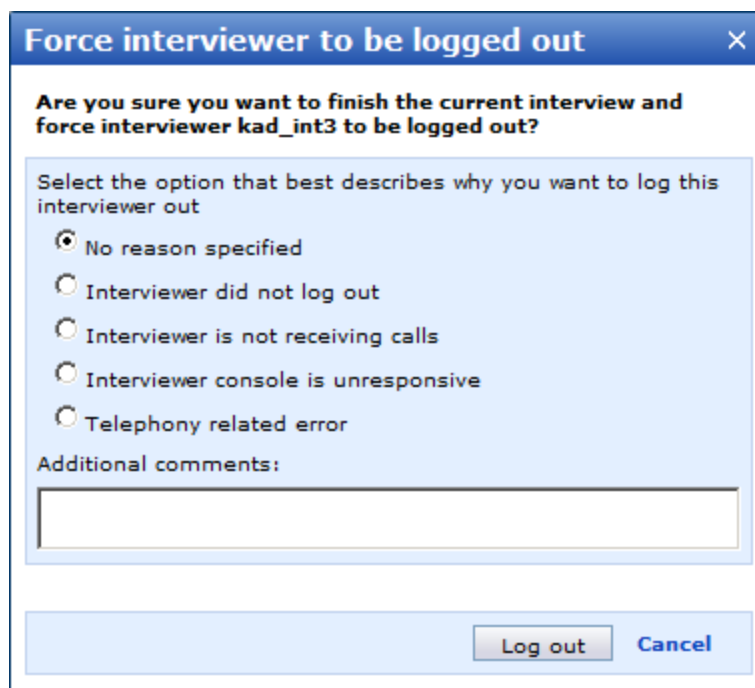 Force interviewer to be logged out
Are you sure you want to finish the current interview and
force interviewer kad_int3 to be logged out?
Select the option that best describes why you want to log this
interviewer out
No reason specified
Interviewer did not log out
Interviewer is not receiving calls
Interviewer console is unresponsive
Telephony related error
Additional comments:
Log out Cancel